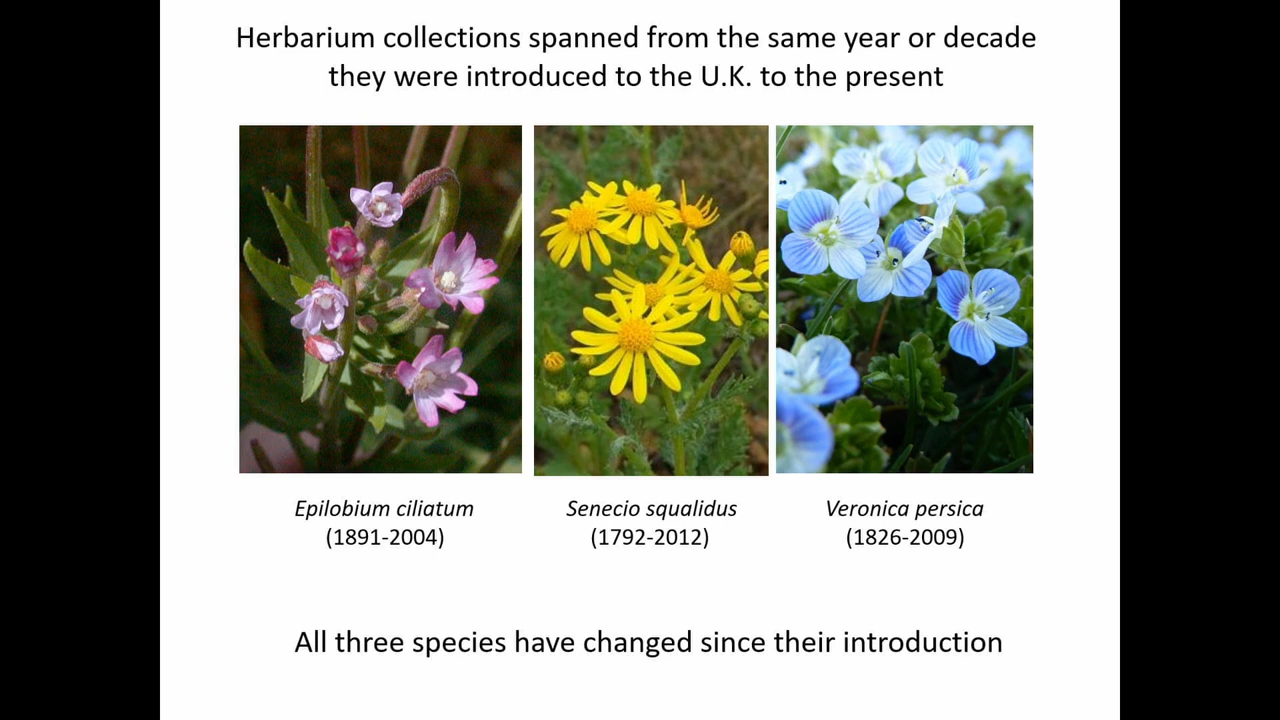 Herbarium collections spanned from the same year or decade
they were introduced to the U.K. to the present
Epilobium ciliatum
(1891-2004)
Senecio squalidus
(1792-2012)
Veronica persica
(1826-2009)
All three species have changed since their introduction